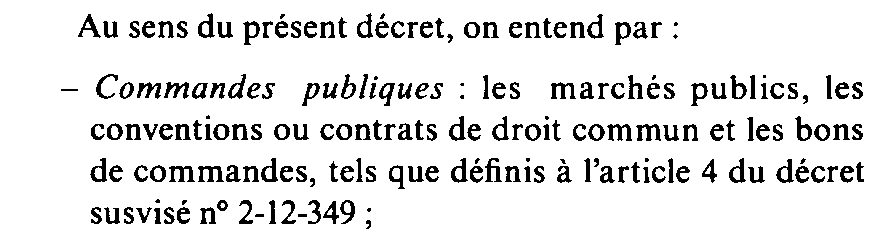 Au sens du présent décret, on entend par :
– Commandes publiques : les marchés publics, les
conventions ou contrats de droit commun et les bons
de commandes, tels que définis à l'article 4 du décret
susvisé n° 2-12-349 ;